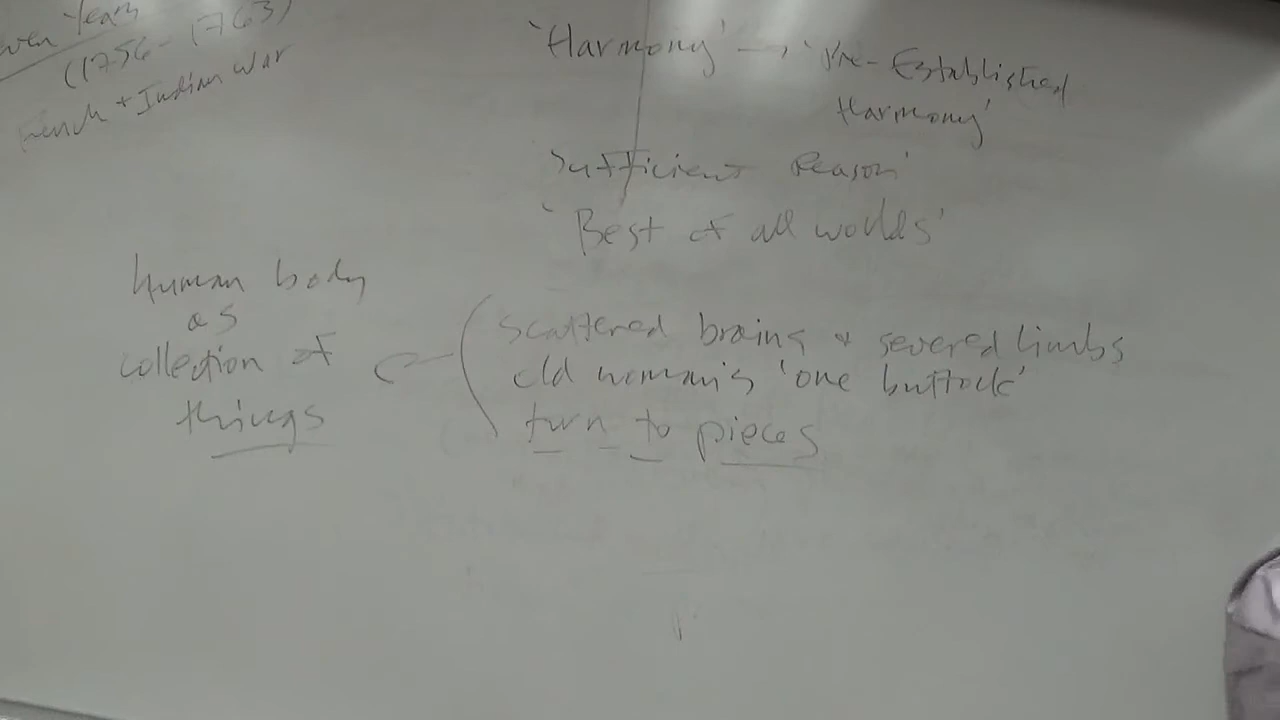 Years
(1756-1763)
French + Indian War
'Harmony' → 'Pre-Established
Harmony'
'Sufficient Reason'
'Best of all worlds'
Human body
as
collection of
things
scattered brains & severed limbs
old woman's 'one buttock'
turn to pieces